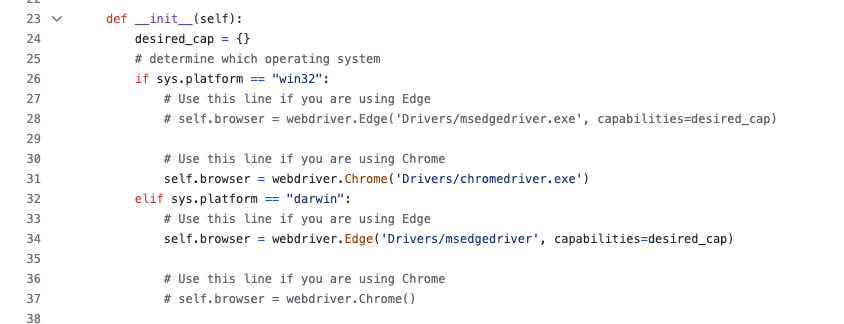 23 def __init__(self):
24 desired_cap = {}
25 # determine which operating system
26 if sys.platform == "win32":
27 # Use this line if you are using Edge
28 # self.browser = webdriver.Edge('Drivers/msedgedriver.exe', capabilities=desired_cap)
29
30 # Use this line if you are using Chrome
31 self.browser = webdriver.Chrome('Drivers/chromedriver.exe')
32 elif sys.platform == "darwin":
33 # Use this line if you are using Edge
34 self.browser = webdriver.Edge('Drivers/msedgedriver', capabilities=desired_cap)
35
36 # Use this line if you are using Chrome
37 # self.browser = webdriver.Chrome()
38